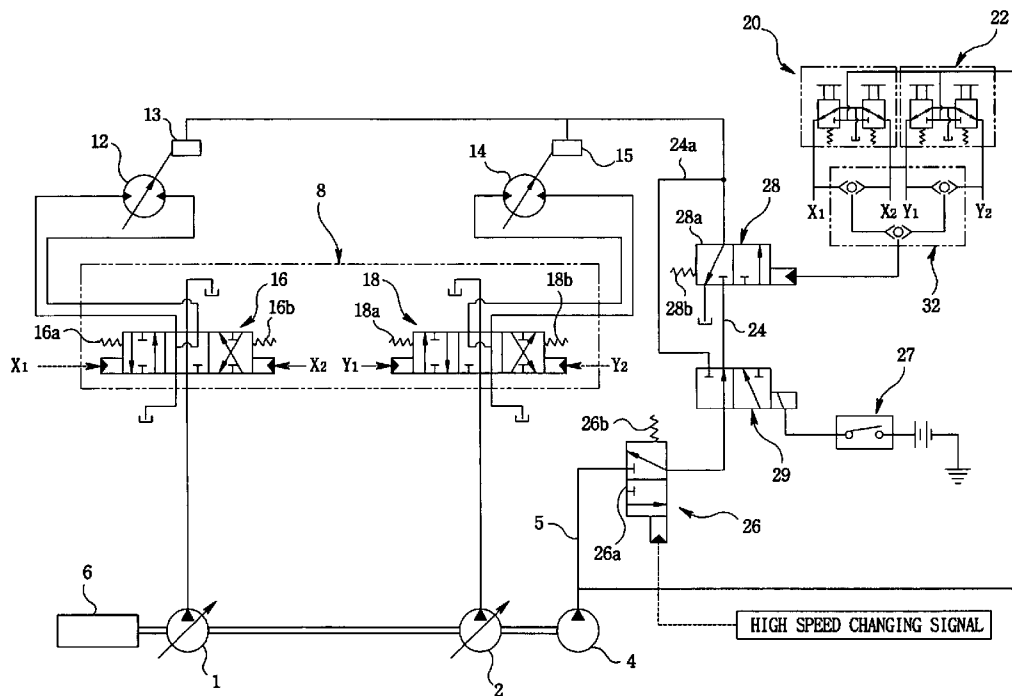 20
22
13
12
14
15
24a
8
28
28a
X1
X2
Y1
Y2
16
18
18b
16b
16a
18a
28b
32
24
X1
X2
Y1
Y2
27
26b
29
5
26a
26
6
HIGH SPEED CHANGING SIGNAL
1
2
4